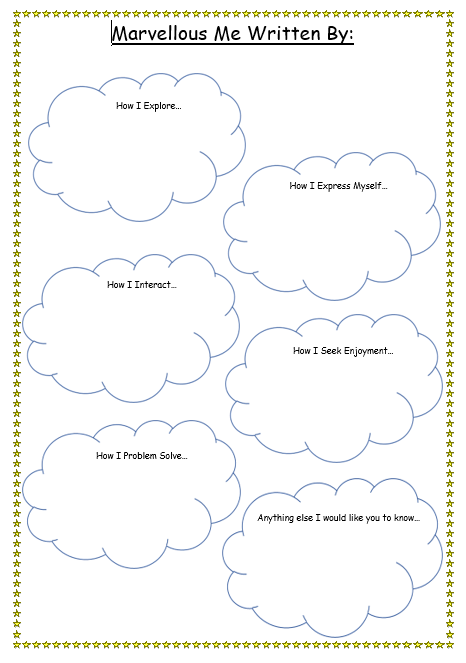 Marvellous Me Written By:
How I Explore...
How I Express Myself...
How I Interact...
How I Seek Enjoyment...
How I Problem Solve...
Anything else I would like you to know...